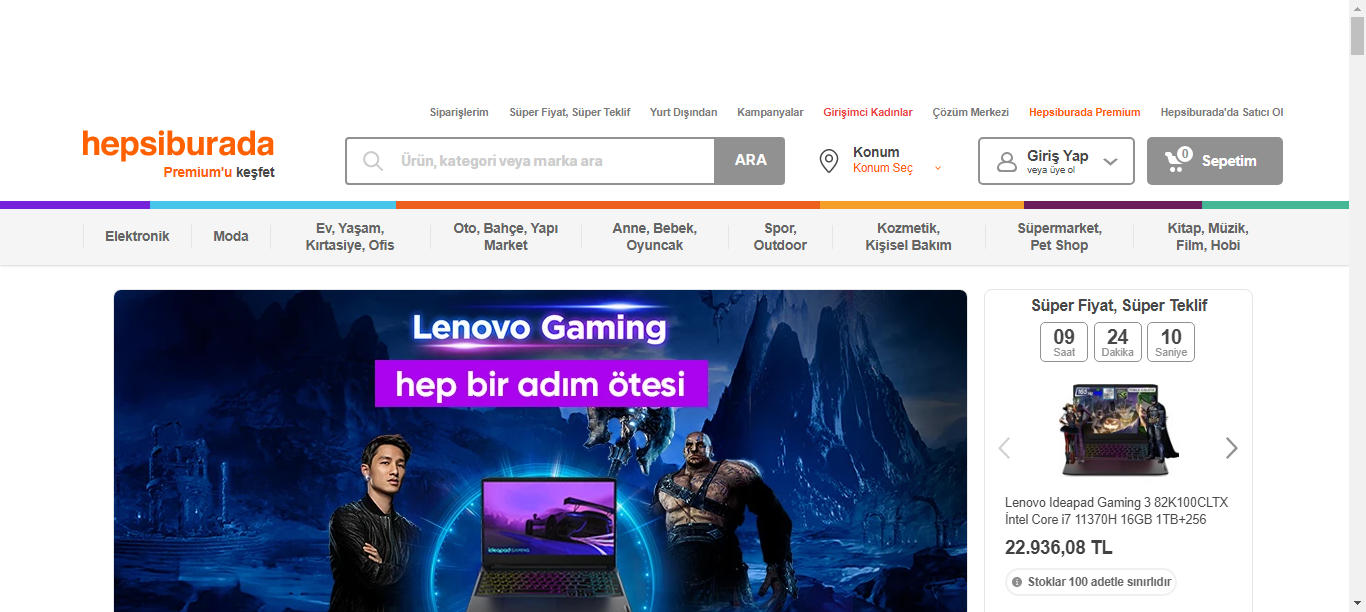 Siparişlerim Süper Fiyat, Süper Teklif Yurt Dışından Kampanyalar Girişimci Kadınlar Çözüm Merkezi Hepsiburada Premium Hepsiburada'da Satıcı Ol
hepsiburada
Premium'u keşfet
Ürün, kategori veya marka ara
ARA
Konum
Konum Seç
Giriş Yap
veya üye ol
0
Sepetim
Elektronik
Moda
Ev, Yaşam,
Kırtasiye, Ofis
Oto, Bahçe, Yapı
Market
Anne, Bebek,
Oyuncak
Spor,
Outdoor
Kozmetik,
Kişisel Bakım
Süpermarket,
Pet Shop
Kitap, Müzik,
Film, Hobi
Lenovo Gaming
hep bir adım ötesi
ideapad GAMING
Süper Fiyat, Süper Teklif
09 24 10
Saat Dakika Saniye
Lenovo Ideapad Gaming 3 82K100CLTX
İntel Core i7 11370H 16GB 1TB+256
22.936,08 TL
Stoklar 100 adetle sınırlıdır